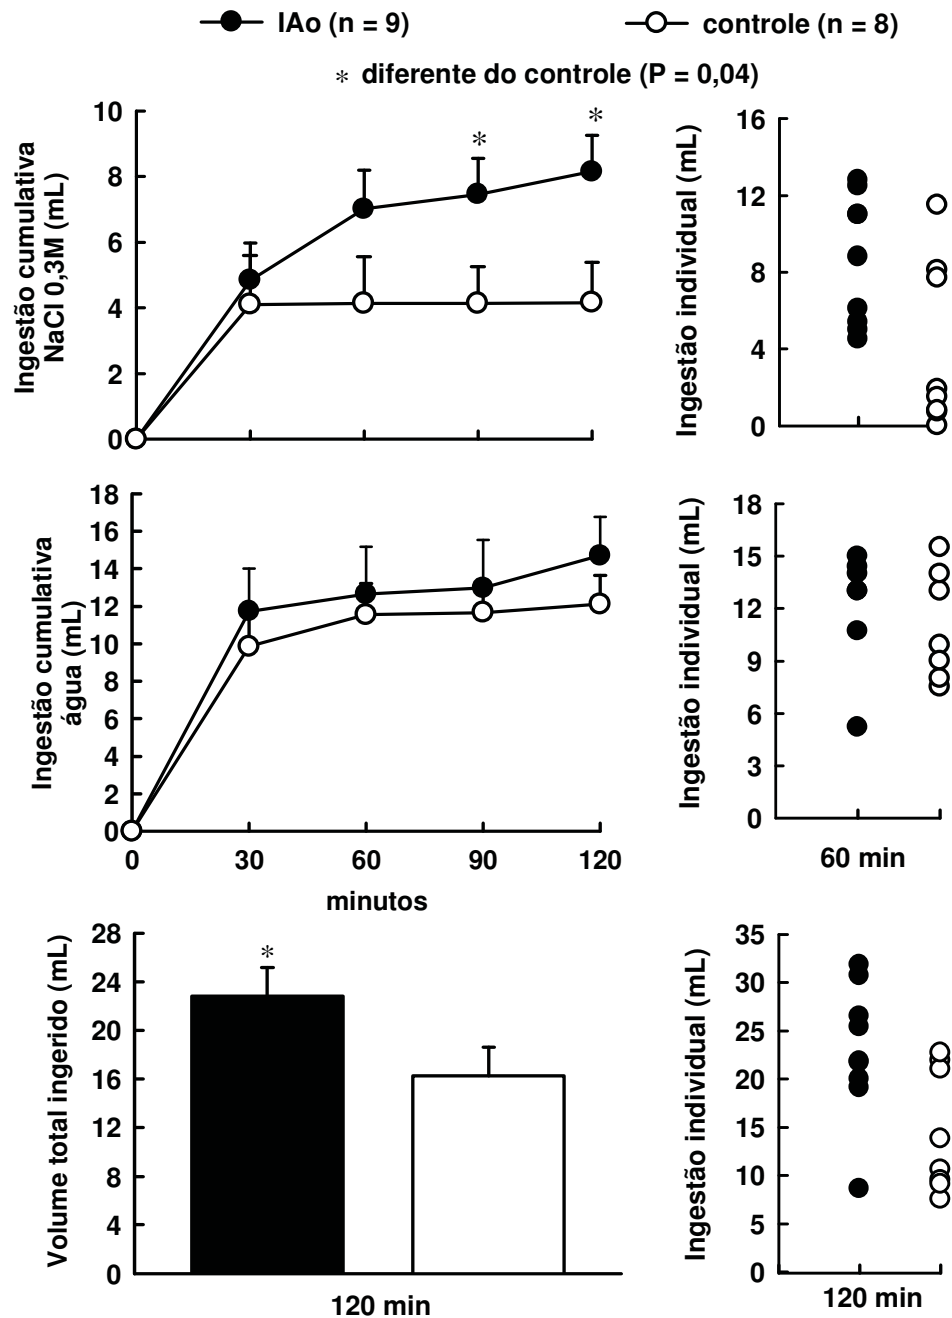 IAo (n = 9)
controle (n = 8)
* diferente do controle (P = 0,04)
Ingestão cumulativa
NaCl 0,3M (mL)
10
8
6
4
2
0
*
*
Ingestão individual (mL)
16
12
8
4
0
Ingestão cumulativa
água (mL)
18
16
14
12
10
8
6
4
2
0
0 30 60 90 120
minutos
Ingestão individual (mL)
18
15
12
9
6
3
0
60 min
Volume total ingerido (mL)
28
24
20
16
12
8
4
0
*
120 min
Ingestão individual (mL)
35
30
25
20
15
10
5
0
120 min